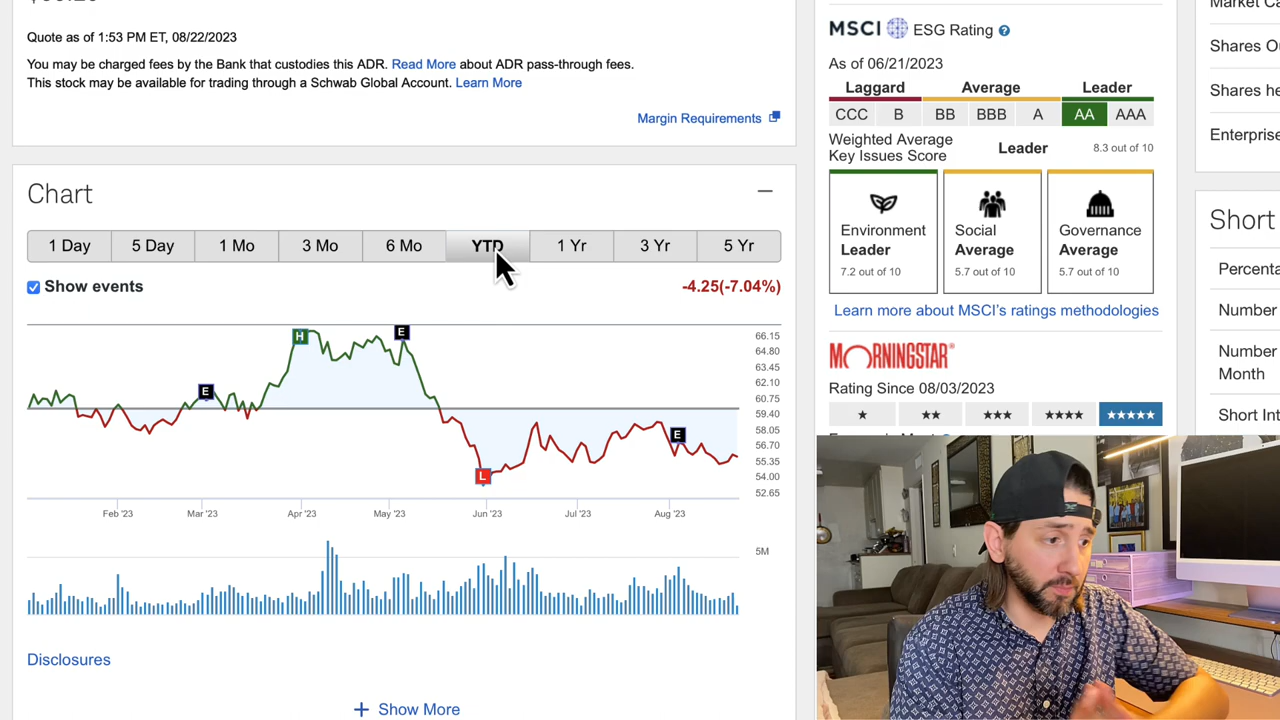 Quote as of 1:53 PM ET, 08/22/2023
You may be charged fees by the Bank that custodies this ADR. Read More about ADR pass-through fees.
This stock may be available for trading through a Schwab Global Account. Learn More
Margin Requirements
Chart
1 Day 5 Day 1 Mo 3 Mo 6 Mo YTD 1 Yr 3 Yr 5 Yr
Show events
-4.25(-7.04%)
H
E
E
E
L
66.15
64.80
63.45
62.10
60.75
59.40
58.05
56.70
55.35
54.00
52.65
Feb '23 Mar '23 Apr '23 May '23 Jun '23 Jul '23 Aug '23
5M
Disclosures
+ Show More
MSCI ESG Rating ?
As of 06/21/2023
Laggard Average Leader
CCC B BB BBB A AA AAA
Weighted Average
Key Issues Score
Leader
8.3 out of 10
Environment
Leader
7.2 out of 10
Social
Average
5.7 out of 10
Governance
Average
5.7 out of 10
Learn more about MSCI's ratings methodologies
MORNINGSTAR®
Rating Since 08/03/2023
★ ★★ ★★★ ★★★★ ★★★★★
Shares
Enterprise
Short
Number
Number
Month
Short